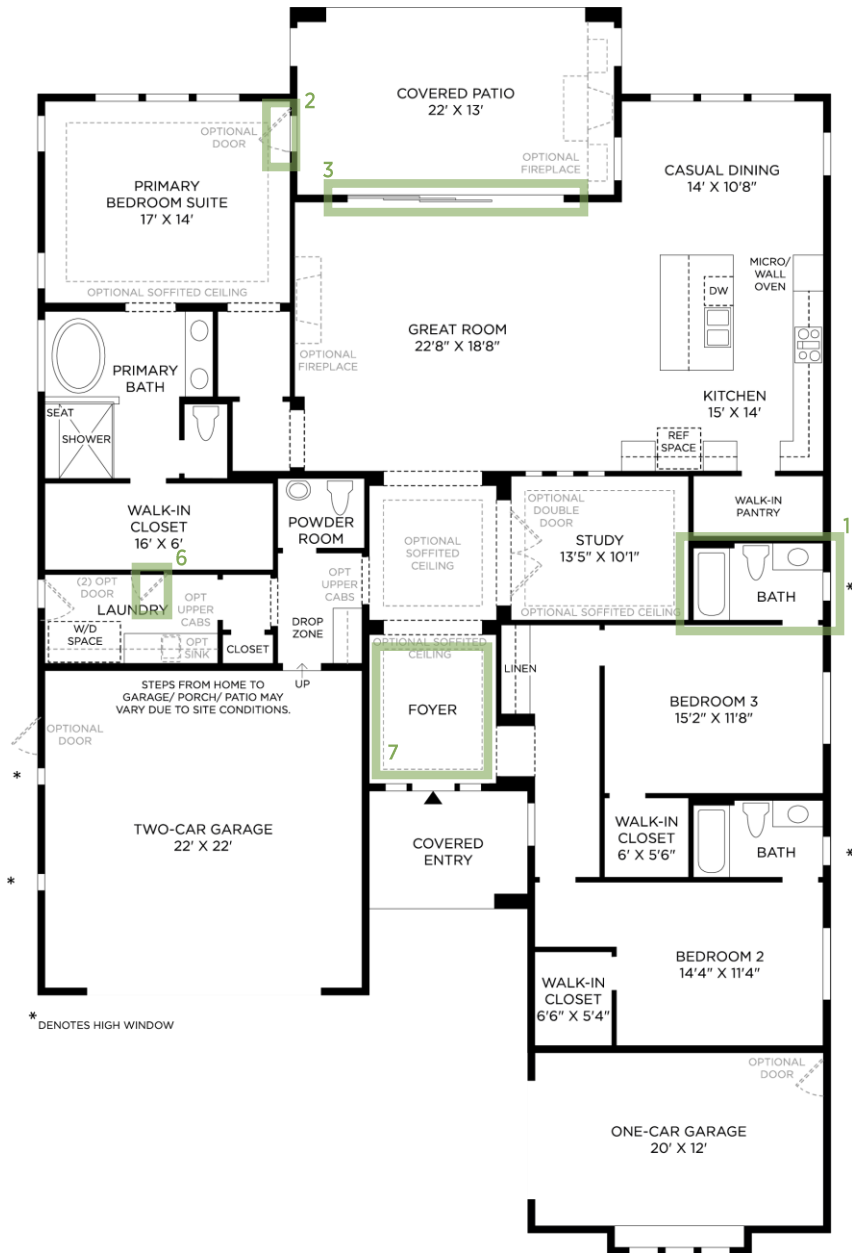 COVERED PATIO
22' X 13'
2
OPTIONAL
DOOR
3
OPTIONAL
FIREPLACE
PRIMARY
BEDROOM SUITE
17' X 14'
OPTIONAL SOFFITED CEILING
CASUAL DINING
14' X 10'8"
MICRO/
WALL
OVEN
DW
GREAT ROOM
22'8" X 18'8"
OPTIONAL
FIREPLACE
KITCHEN
15' X 14'
REF
SPACE
PRIMARY
BATH
SEAT
SHOWER
WALK-IN
CLOSET
16' X 6'
6
POWDER
ROOM
OPTIONAL
SOFFITED
CEILING
OPTIONAL
DOUBLE
DOOR
STUDY
13'5" X 10'1"
OPTIONAL SOFFITED CEILING
WALK-IN
PANTRY
1
BATH
*
(2) OPT
DOOR
LAUNDRY
OPT
UPPER
CABS
W/D
SPACE
OPT
SINK
CLOSET
OPT
UPPER
CABS
DROP
ZONE
UP
OPTIONAL SOFFITED
CEILING
FOYER
7
LINEN
BEDROOM 3
15'2" X 11'8"
STEPS FROM HOME TO
GARAGE/ PORCH/ PATIO MAY
VARY DUE TO SITE CONDITIONS.
OPTIONAL
DOOR
*
TWO-CAR GARAGE
22' X 22'
*
COVERED
ENTRY
WALK-IN
CLOSET
6' X 5'6"
BATH
*
BEDROOM 2
14'4" X 11'4"
WALK-IN
CLOSET
6'6" X 5'4"
* DENOTES HIGH WINDOW
OPTIONAL
DOOR
ONE-CAR GARAGE
20' X 12'